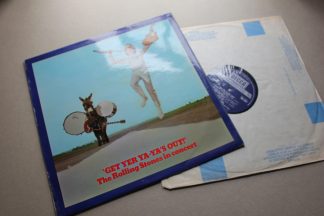 'GET YER YA-YA'S OUT!'
The Rolling Stones in concert